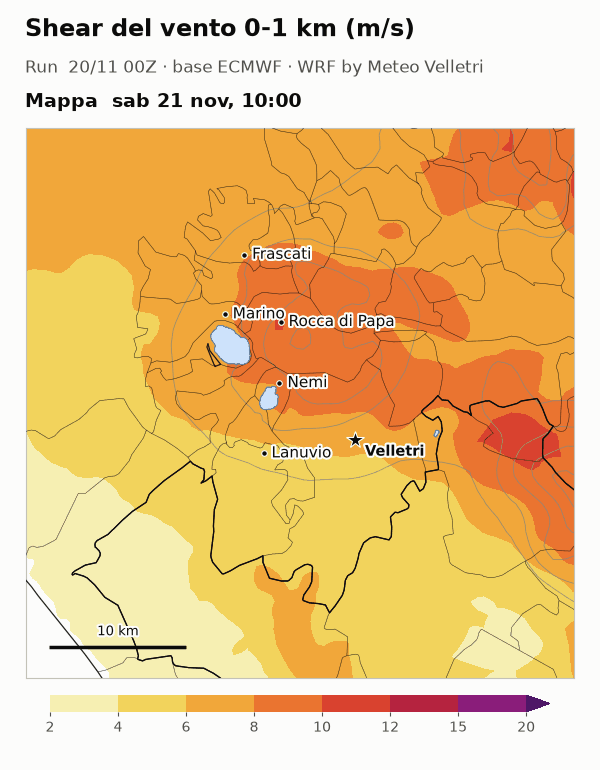 Shear del vento 0-1 km (m/s)
Run  20/11 00Z · base ECMWF · WRF by Meteo Velletri
Mappa  sab 21 nov, 10:00
Frascati
Marino
Rocca di Papa
Nemi
Velletri
Lanuvio
10 km
2 4 6 8 10 12 15 20